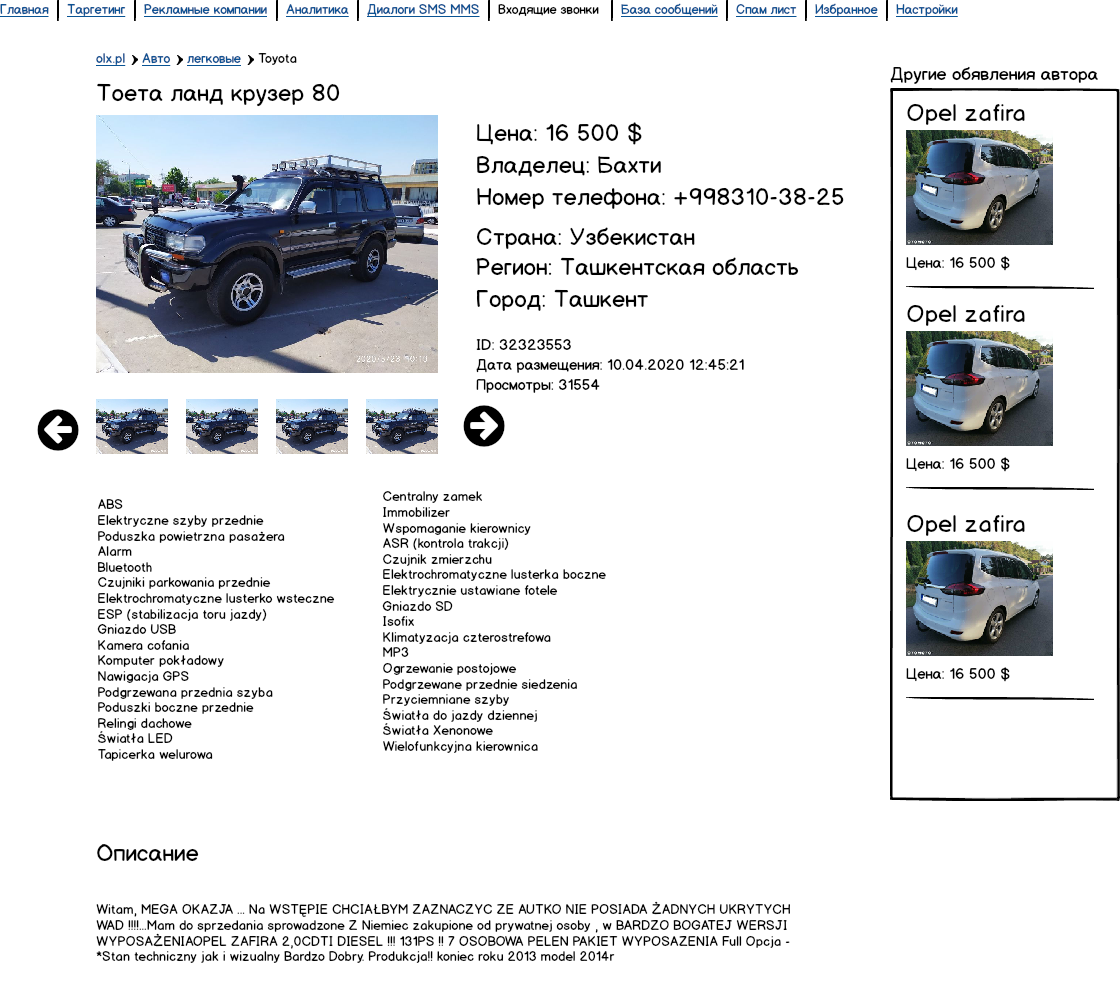 Главная Таргетинг Рекламные компании Аналитика Диалоги SMS MMS Входящие звонки База сообщений Спам лист Избранное Настройки
olx.pl Авто легковые Toyota
Тоета ланд крузер 80
Цена: 16 500 $
Владелец: Бахти
Номер телефона: +998310-38-25
Страна: Узбекистан
Регион: Ташкентская область
Город: Ташкент
ID: 32323553
Дата размещения: 10.04.2020 12:45:21
Просмотры: 31554
ABS
Elektryczne szyby przednie
Poduszka powietrzna pasażera
Alarm
Bluetooth
Czujniki parkowania przednie
Elektrochromatyczne lusterko wsteczne
ESP (stabilizacja toru jazdy)
Gniazdo USB
Kamera cofania
Komputer pokładowy
Nawigacja GPS
Podgrzewana przednia szyba
Poduszki boczne przednie
Relingi dachowe
Światła LED
Tapicerka welurowa
Centralny zamek
Immobilizer
Wspomaganie kierownicy
ASR (kontrola trakcji)
Czujnik zmierzchu
Elektrochromatyczne lusterka boczne
Elektrycznie ustawiane fotele
Gniazdo SD
Isofix
Klimatyzacja czterostrefowa
MP3
Ogrzewanie postojowe
Podgrzewane przednie siedzenia
Przyciemniane szyby
Światła do jazdy dziennej
Światła Xenonowe
Wielofunkcyjna kierownica
Описание
Witam, MEGA OKAZJA ... Na WSTĘPIE CHCIAŁBYM ZAZNACZYC ZE AUTKO NIE POSIADA ŻADNYCH UKRYTYCH
WAD !!!!...Mam do sprzedania sprowadzone Z Niemiec zakupione od prywatnej osoby , w BARDZO BOGATEJ WERSJI
WYPOSAŻENIAOPEL ZAFIRA 2,0CDTI DIESEL !!! 131PS !! 7 OSOBOWA PELEN PAKIET WYPOSAZENIA Full Opcja -
*Stan techniczny jak i wizualny Bardzo Dobry. Produkcja!! koniec roku 2013 model 2014r
Другие обявления автора
Opel zafira
OTOMOTO
Цена: 16 500 $
Opel zafira
OTOMOTO
Цена: 16 500 $
Opel zafira
OTOMOTO
Цена: 16 500 $